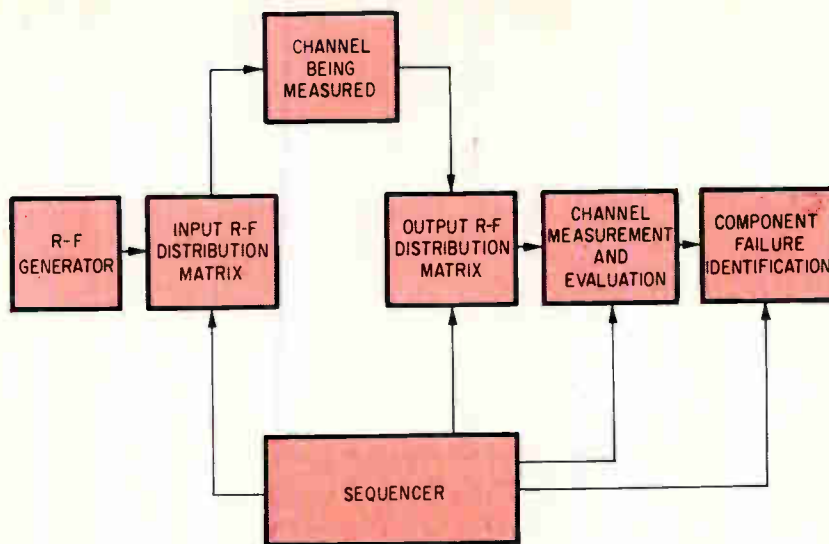 CHANNEL
BEING
MEASURED
R-F
GENERATOR
INPUT R-F
DISTRIBUTION
MATRIX
OUTPUT R-F
DISTRIBUTION
MATRIX
CHANNEL
MEASUREMENT
AND
EVALUATION
COMPONENT
FAILURE
IDENTIFICATION
SEQUENCER